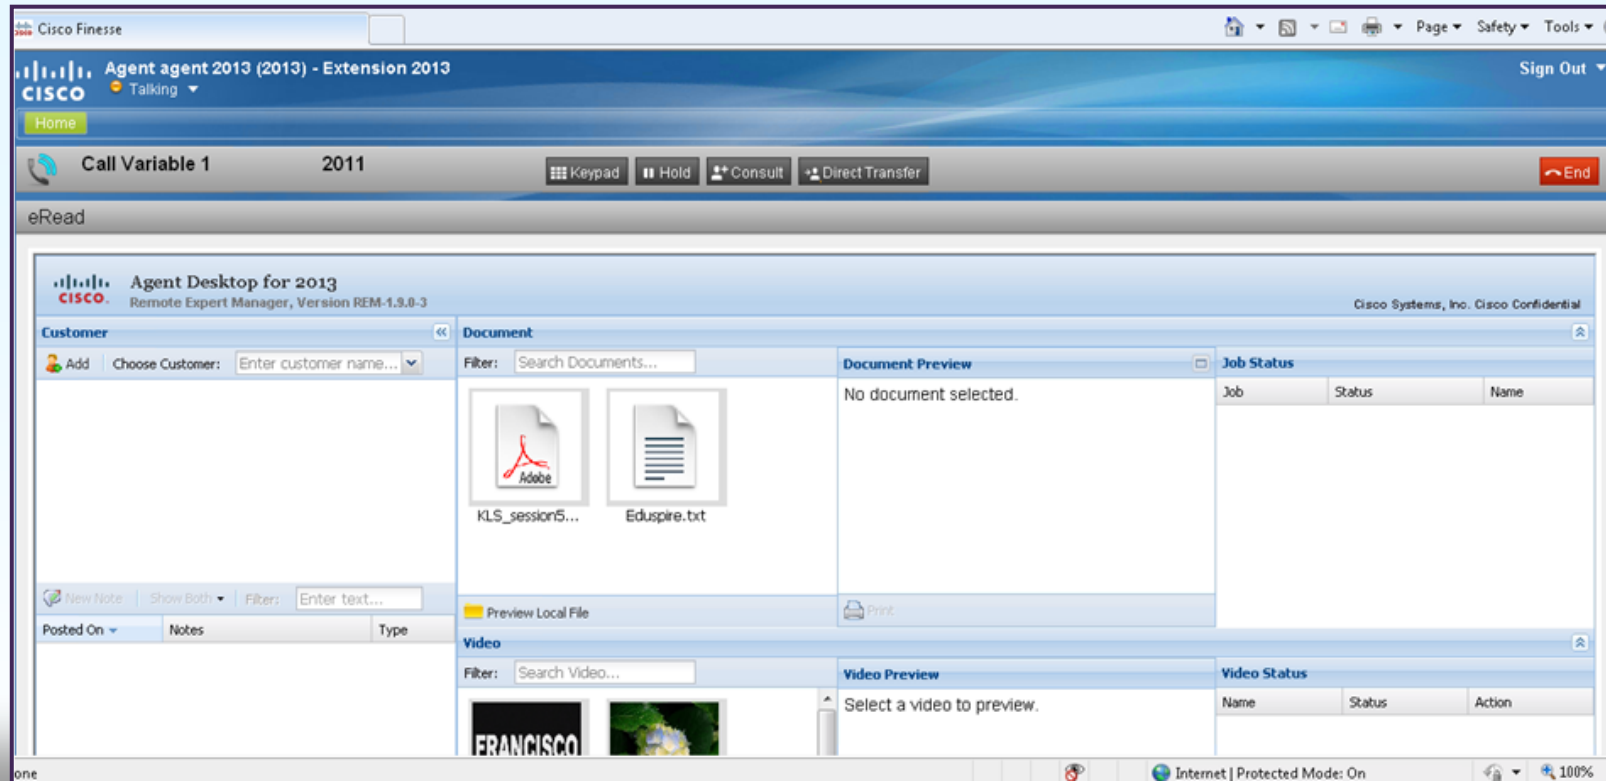 Cisco Finesse
Page Safety Tools
CISCO
Agent agent 2013 (2013) - Extension 2013
Talking
Sign Out
Home
Call Variable 1 2011 Keypad Hold Consult Direct Transfer End
eRead
CISCO.
Agent Desktop for 2013
Remote Expert Manager, Version REM-1.9.0-3
Cisco Systems, Inc. Cisco Confidential
Customer
Add Choose Customer: Enter customer name...
New Note Show Both Filter: Enter text...
Posted On Notes Type
Document
Filter: Search Documents...
Adobe
KLS_session5... Eduspire.txt
Preview Local File
Document Preview
No document selected.
Print
Job Status
Job Status Name
Video
Filter: Search Video...
FRANCISCO
Video Preview
Select a video to preview.
Video Status
Name Status Action
one
Internet | Protected Mode: On
100%